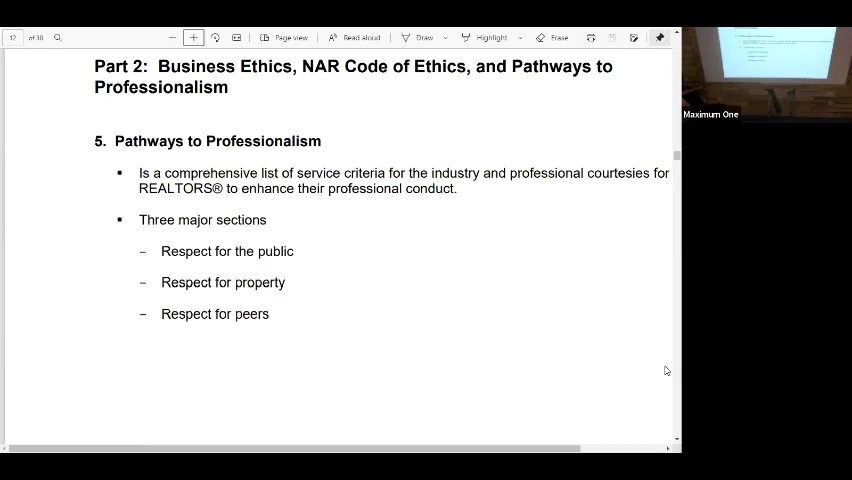 12 of 38 Page view Read aloud Draw Highlight Erase
Part 2: Business Ethics, NAR Code of Ethics, and Pathways to
Professionalism
5. Pathways to Professionalism
▪ Is a comprehensive list of service criteria for the industry and professional courtesies for
REALTORS® to enhance their professional conduct.
▪ Three major sections
– Respect for the public
– Respect for property
– Respect for peers
Maximum One